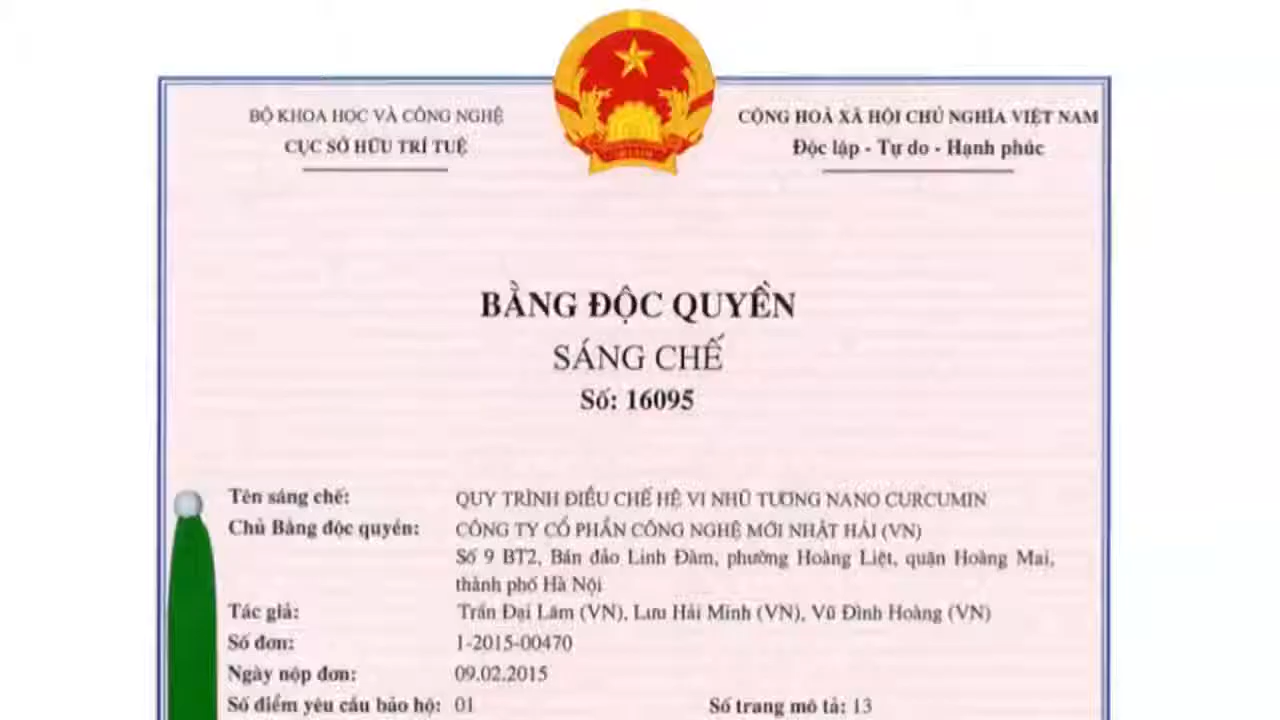 BỘ KHOA HỌC VÀ CÔNG NGHỆ
CỤC SỞ HỮU TRÍ TUỆ
CỘNG HOÀ XÃ HỘI CHỦ NGHĨA VIỆT NAM
Độc lập - Tự do - Hạnh phúc
BẰNG ĐỘC QUYỀN
SÁNG CHẾ
Số: 16095
Tên sáng chế: QUY TRÌNH ĐIỀU CHẾ HỆ VI NHŨ TƯƠNG NANO CURCUMIN
Chủ Bằng độc quyền: CÔNG TY CỔ PHẦN CÔNG NGHỆ MỚI NHẬT HẢI (VN)
Số 9 BT2, Bán đảo Linh Đàm, phường Hoàng Liệt, quận Hoàng Mai,
thành phố Hà Nội
Tác giả: Trần Đại Lâm (VN), Lưu Hải Minh (VN), Vũ Đình Hoàng (VN)
Số đơn: 1-2015-00470
Ngày nộp đơn: 09.02.2015
Số điểm yêu cầu bảo hộ: 01 Số trang mô tả: 13